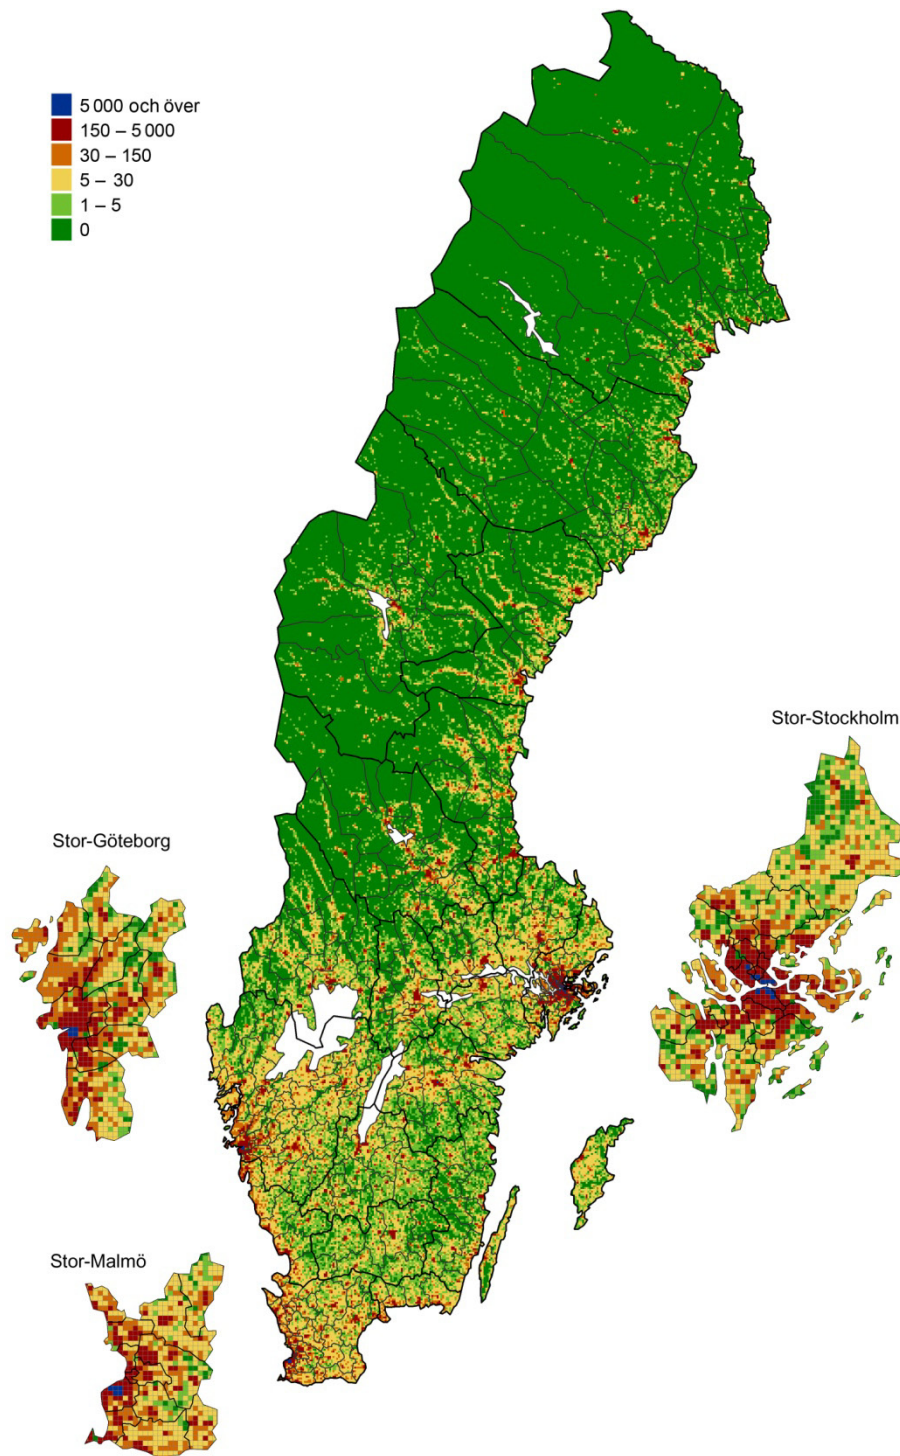 5 000 och över
150 – 5 000
30 – 150
5 – 30
1 – 5
0
Stor-Stockholm
Stor-Göteborg
Stor-Malmö